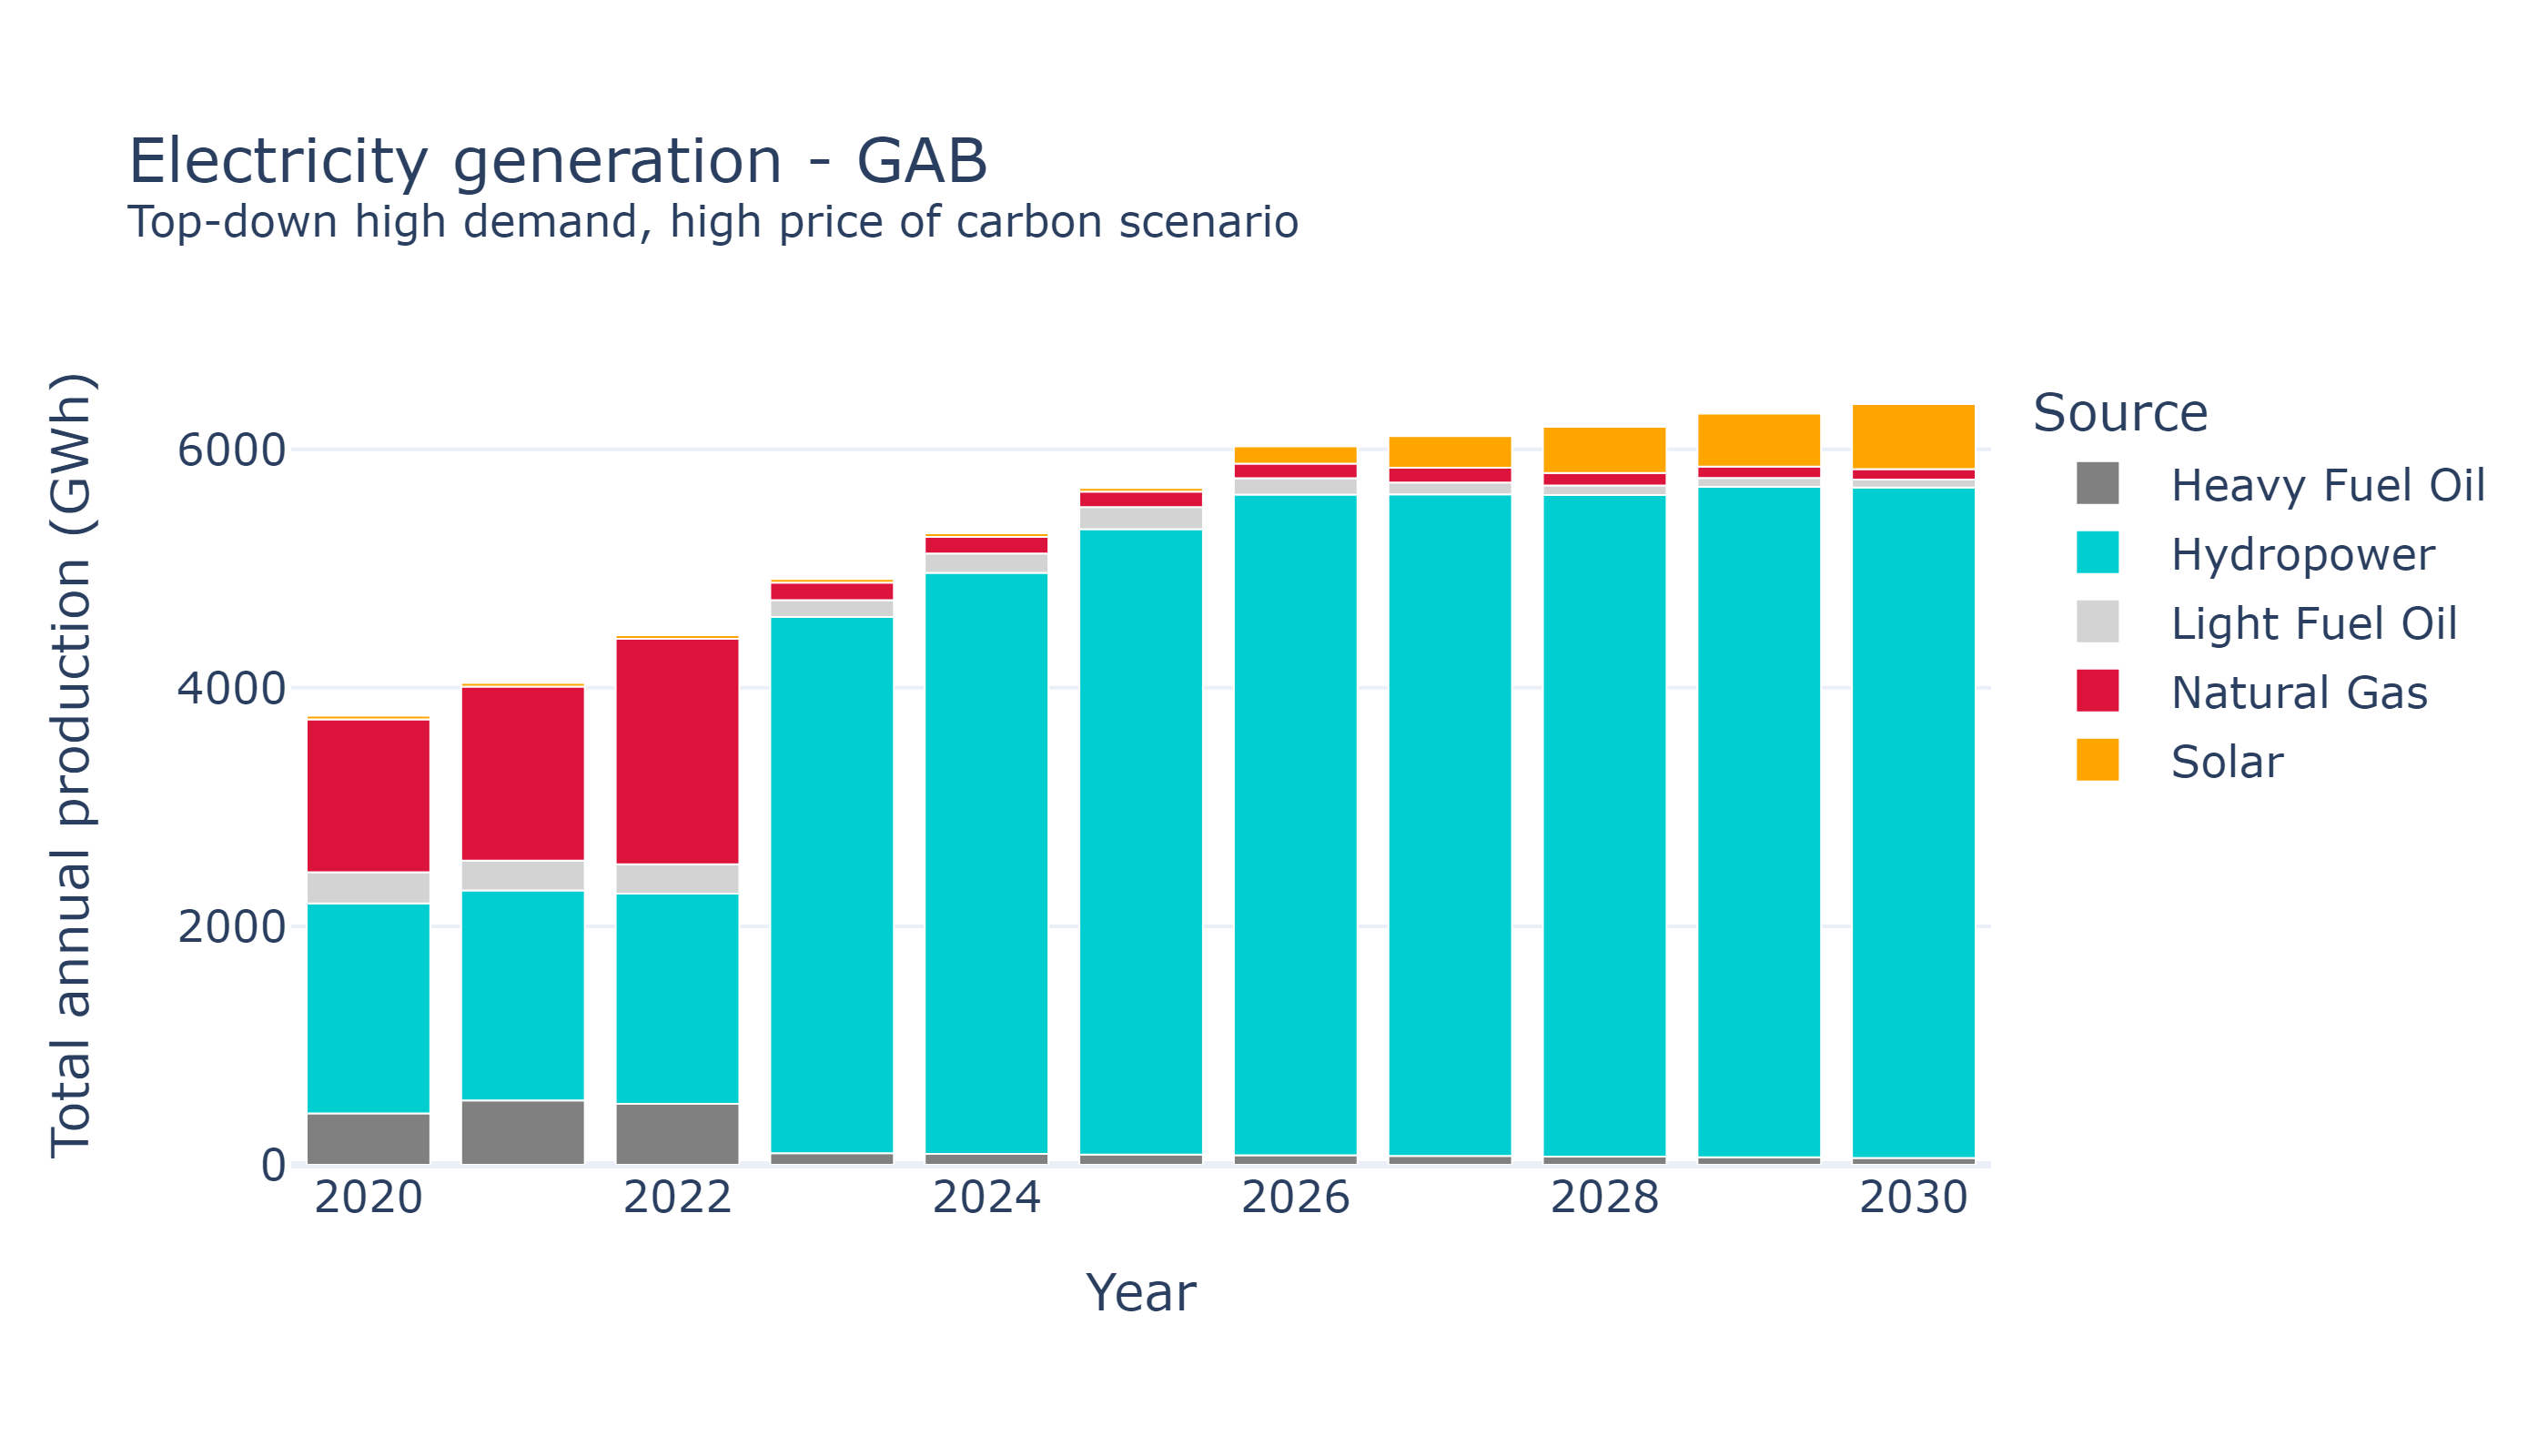 Electricity generation - GAB
Top-down high demand, high price of carbon scenario
Total annual production (GWh)
6000
4000
2000
0
2020
2022
2024
2026
2028
2030
Year
Source
Heavy Fuel Oil
Hydropower
Light Fuel Oil
Natural Gas
Solar